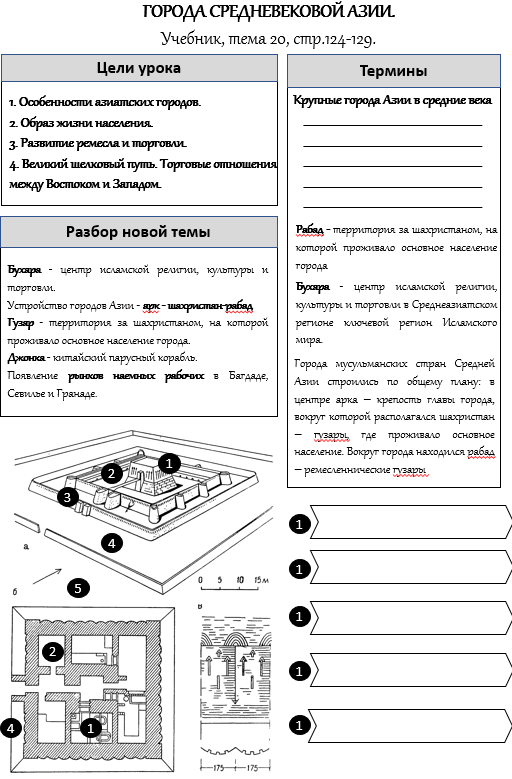 ГОРОДА СРЕДНЕВЕКОВОЙ АЗИИ.
Учебник, тема 20, стр.124-129.
Цели урока
1. Особенности азиатских городов.
2. Образ жизни населения.
3. Развитие ремесла и торговли.
4. Великий шелковый путь. Торговые отношения
между Востоком и Западом.
Разбор новой темы
Бухара - центр исламской религии, культуры и
торговли.
Устройство городов Азии - арк - шахристан-рабад
Гузар - территория за шахристаном, на которой
проживало основное население города.
Джонка - китайский парусный корабль.
Появление рынков наемных рабочих в Багдаде,
Севилье и Гранаде.
Термины
Крупные города Азии в средние века
Рабад - территория за шахристаном, на
которой проживало основное население
города
Бухара - центр исламской религии,
культуры и торговли в Среднеазиатском
регионе ключевой регион Исламского
мира.
Города мусульманских стран Средней
Азии строились по общему плану: в
центре арка – крепость главы города,
вокруг которой располагался шахристан
– гузары, где проживало основное
население. Вокруг города находился рабад
– ремесленнические гузары.
1
2
3
4
а
5
б
0 5 10 15 м
в
2
4
1
175
175
1
1
1
1
1